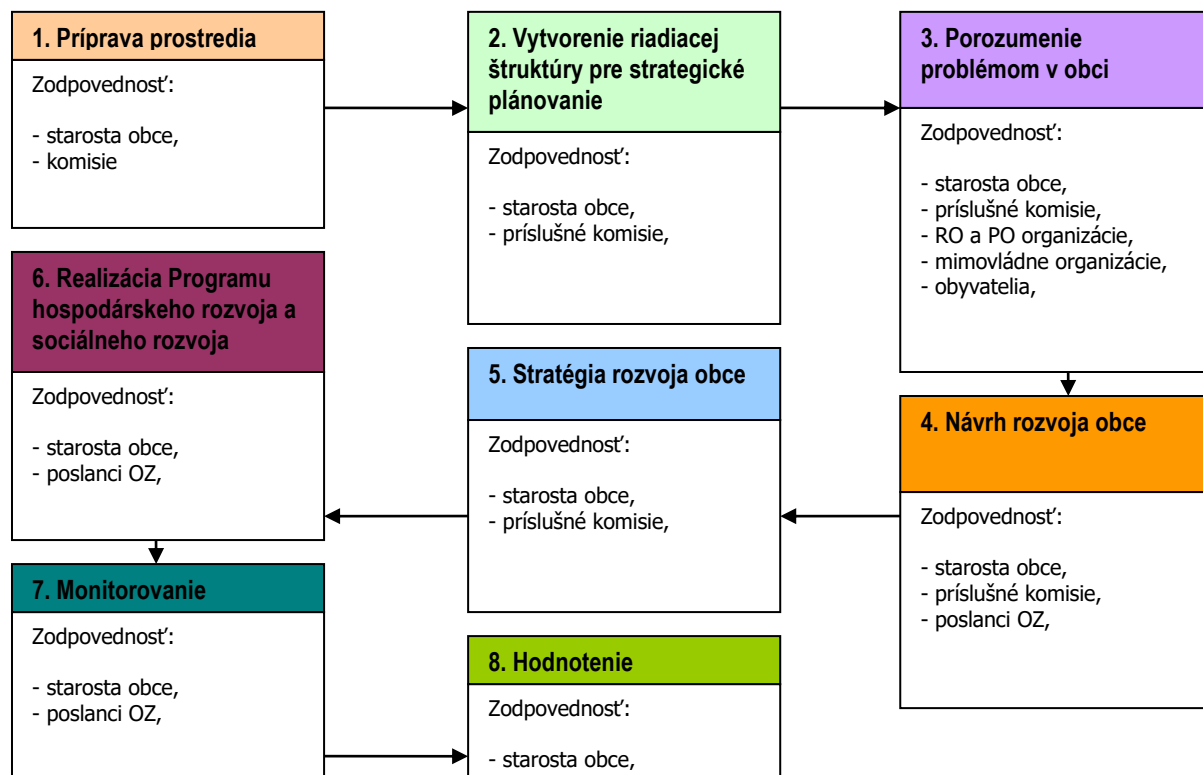 1. Príprava prostredia
Zodpovednosť:
- starosta obce,
- komisie
2. Vytvorenie riadiacej
štruktúry pre strategické
plánovanie
Zodpovednosť:
- starosta obce,
- príslušné komisie,
3. Porozumenie
problémom v obci
Zodpovednosť:
- starosta obce,
- príslušné komisie,
- RO a PO organizácie,
- mimovládne organizácie,
- obyvatelia,
4. Návrh rozvoja obce
Zodpovednosť:
- starosta obce,
- príslušné komisie,
- poslanci OZ,
5. Stratégia rozvoja obce
Zodpovednosť:
- starosta obce,
- príslušné komisie,
6. Realizácia Programu
hospodárskeho rozvoja a
sociálneho rozvoja
Zodpovednosť:
- starosta obce,
- poslanci OZ,
7. Monitorovanie
Zodpovednosť:
- starosta obce,
- poslanci OZ,
8. Hodnotenie
Zodpovednosť:
- starosta obce,